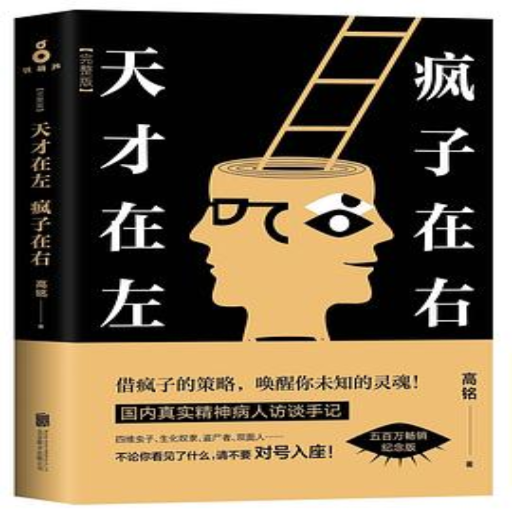 天才在左
【完整版】
疯子在右
天才在左 疯子在右
高铭
著
借疯子的策略，唤醒你未知的灵魂！
国内真实精神病人访谈手记
四维虫子、生化奴隶、盗尸者、双面人……
不论你看见了什么，请不要 对号入座！
高铭
著
五百万畅销
纪念版